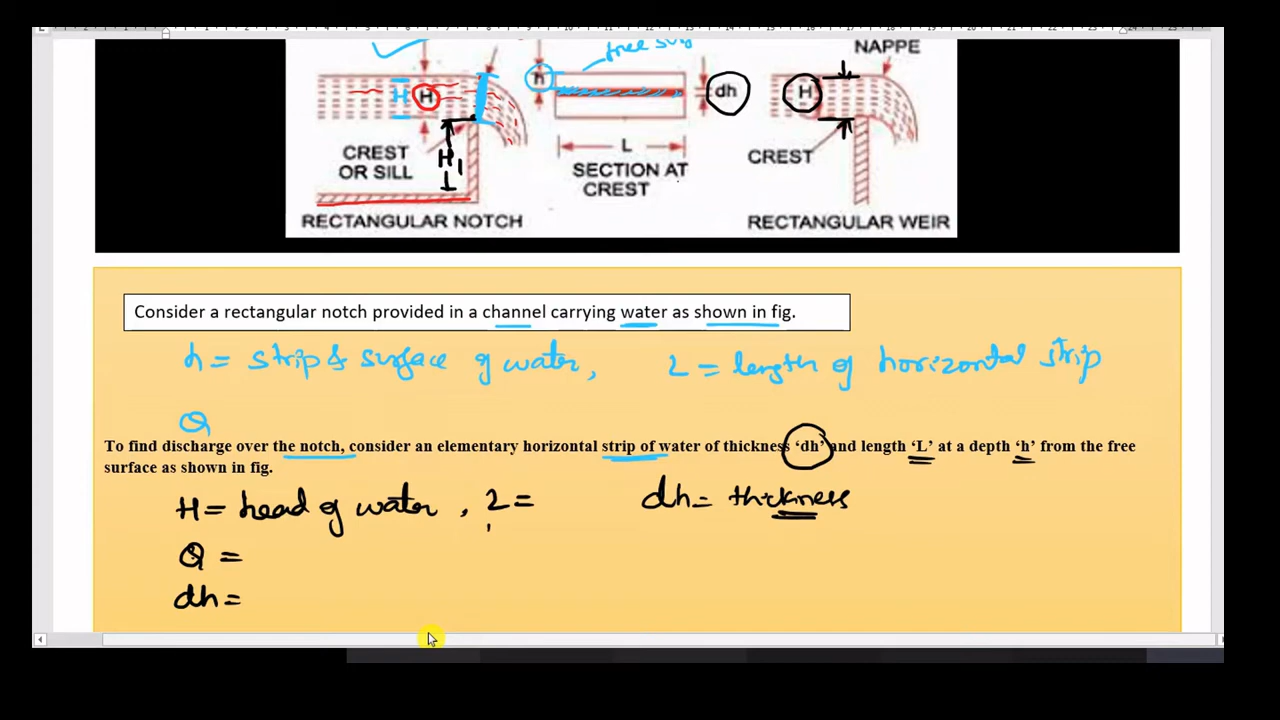 free
NAPPE
H H h dh H
CREST
OR SILL
H1
L
SECTION AT
CREST
CREST
RECTANGULAR NOTCH
RECTANGULAR WEIR
Consider a rectangular notch provided in a channel carrying water as shown in fig.
h = strip & surface of water, L = length of horizontal strip
Q
To find discharge over the notch, consider an elementary horizontal strip of water of thickness ‘dh’ and length ‘L’ at a depth ‘h’ from the free
surface as shown in fig.
H = head of water, L = dh = thickness
Q =
dh =